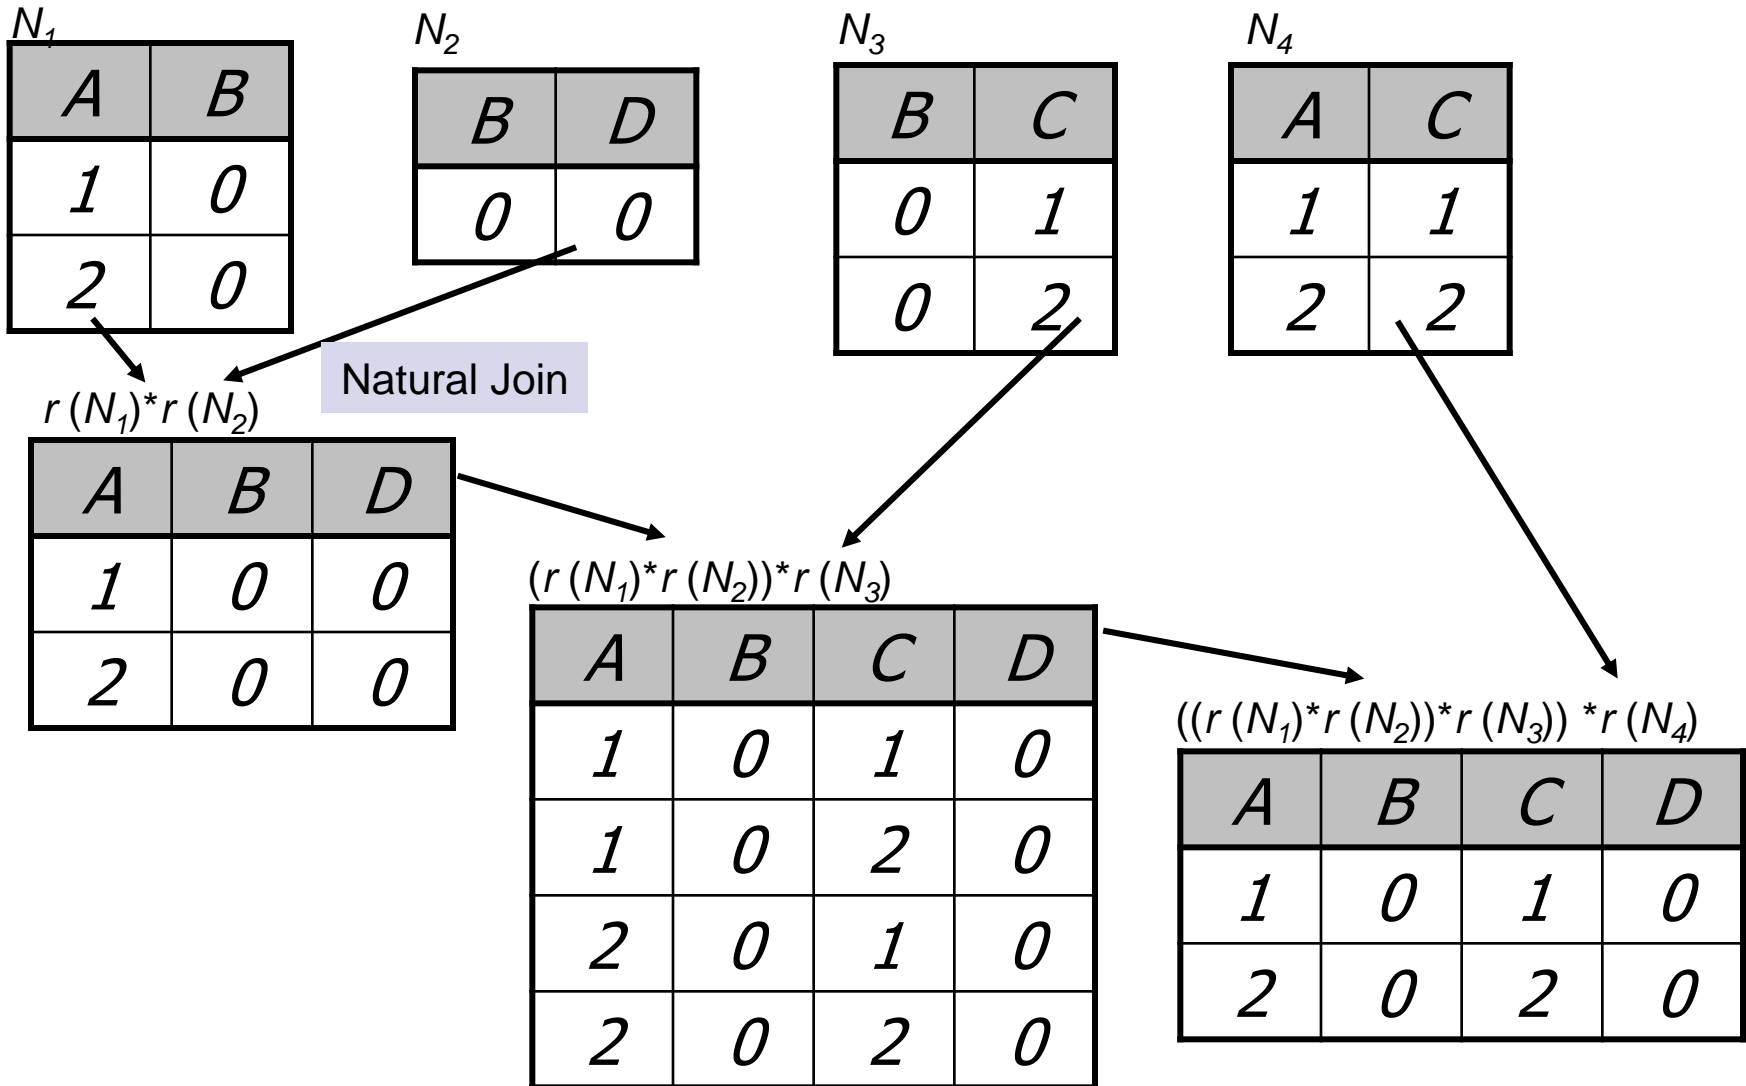 N1
A B
1 0
2 0
N2
B D
0 0
N3
B C
0 1
0 2
N4
A C
1 1
2 2
Natural Join
r (N1)*r (N2)
A B D
1 0 0
2 0 0
(r (N1)*r (N2))*r (N3)
A B C D
1 0 1 0
1 0 2 0
2 0 1 0
2 0 2 0
((r (N1)*r (N2))*r (N3)) *r (N4)
A B C D
1 0 1 0
2 0 2 0